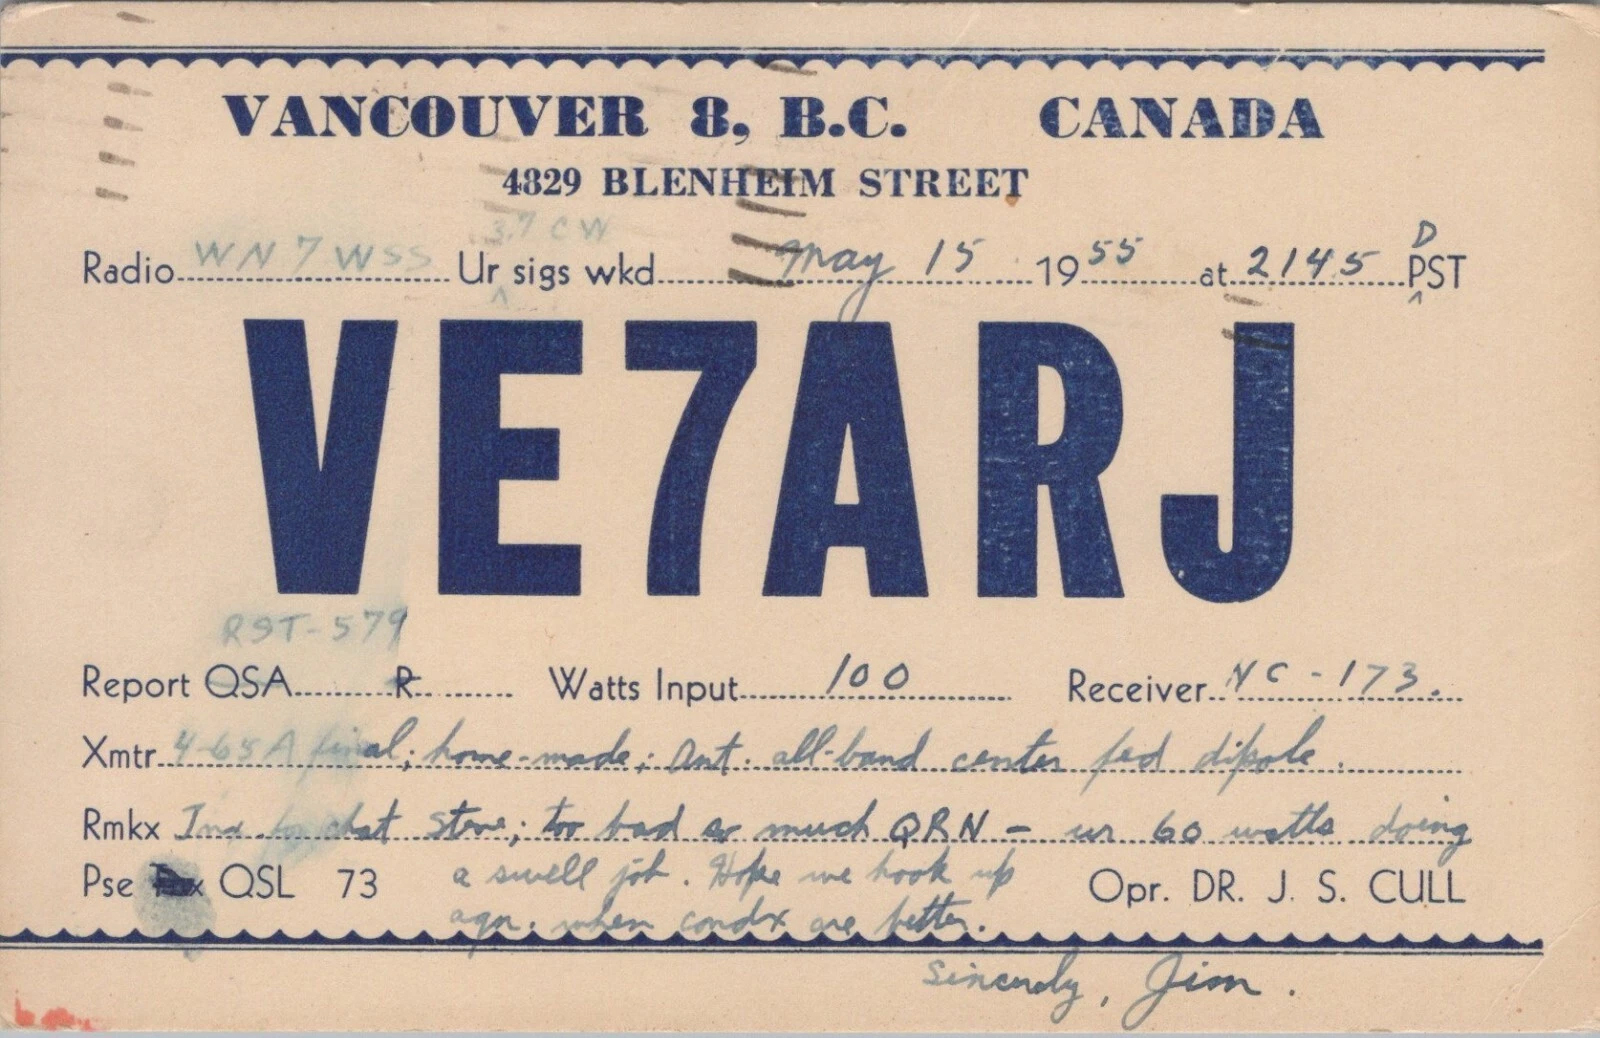 VANCOUVER 8, B.C. CANADA
4829 BLENHEIM STREET
3.7 CW D
Radio WN7WSS Ur sigs wkd May 15 1955 at 2145 PST
VE7ARJ
RST-579
Report QSA R Watts Input 100 Receiver NC-173.
Xmtr 4-65A final; home-made; Ant. all-band center fed dipole.
Rmkx Tnx for chat Steve; too bad so much QRN - ur 60 watts doing
Pse QSL 73 a swell job. Hope we hook up Opr. DR. J. S. CULL
agn. when condx are better.
Sincerely, Jim.